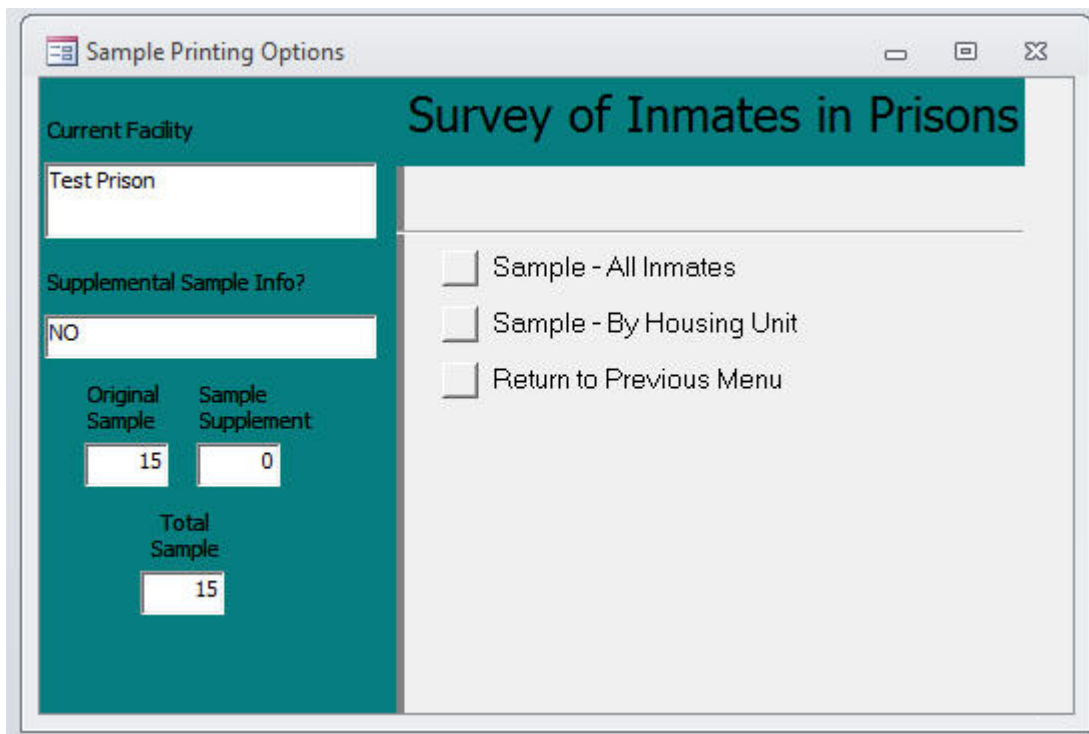 Sample Printing Options
Current Facility
Test Prison
Supplemental Sample Info?
NO
Original Sample
Sample Supplement
15
0
Total
Sample
15
Survey of Inmates in Prisons
Sample - All Inmates
Sample - By Housing Unit
Return to Previous Menu